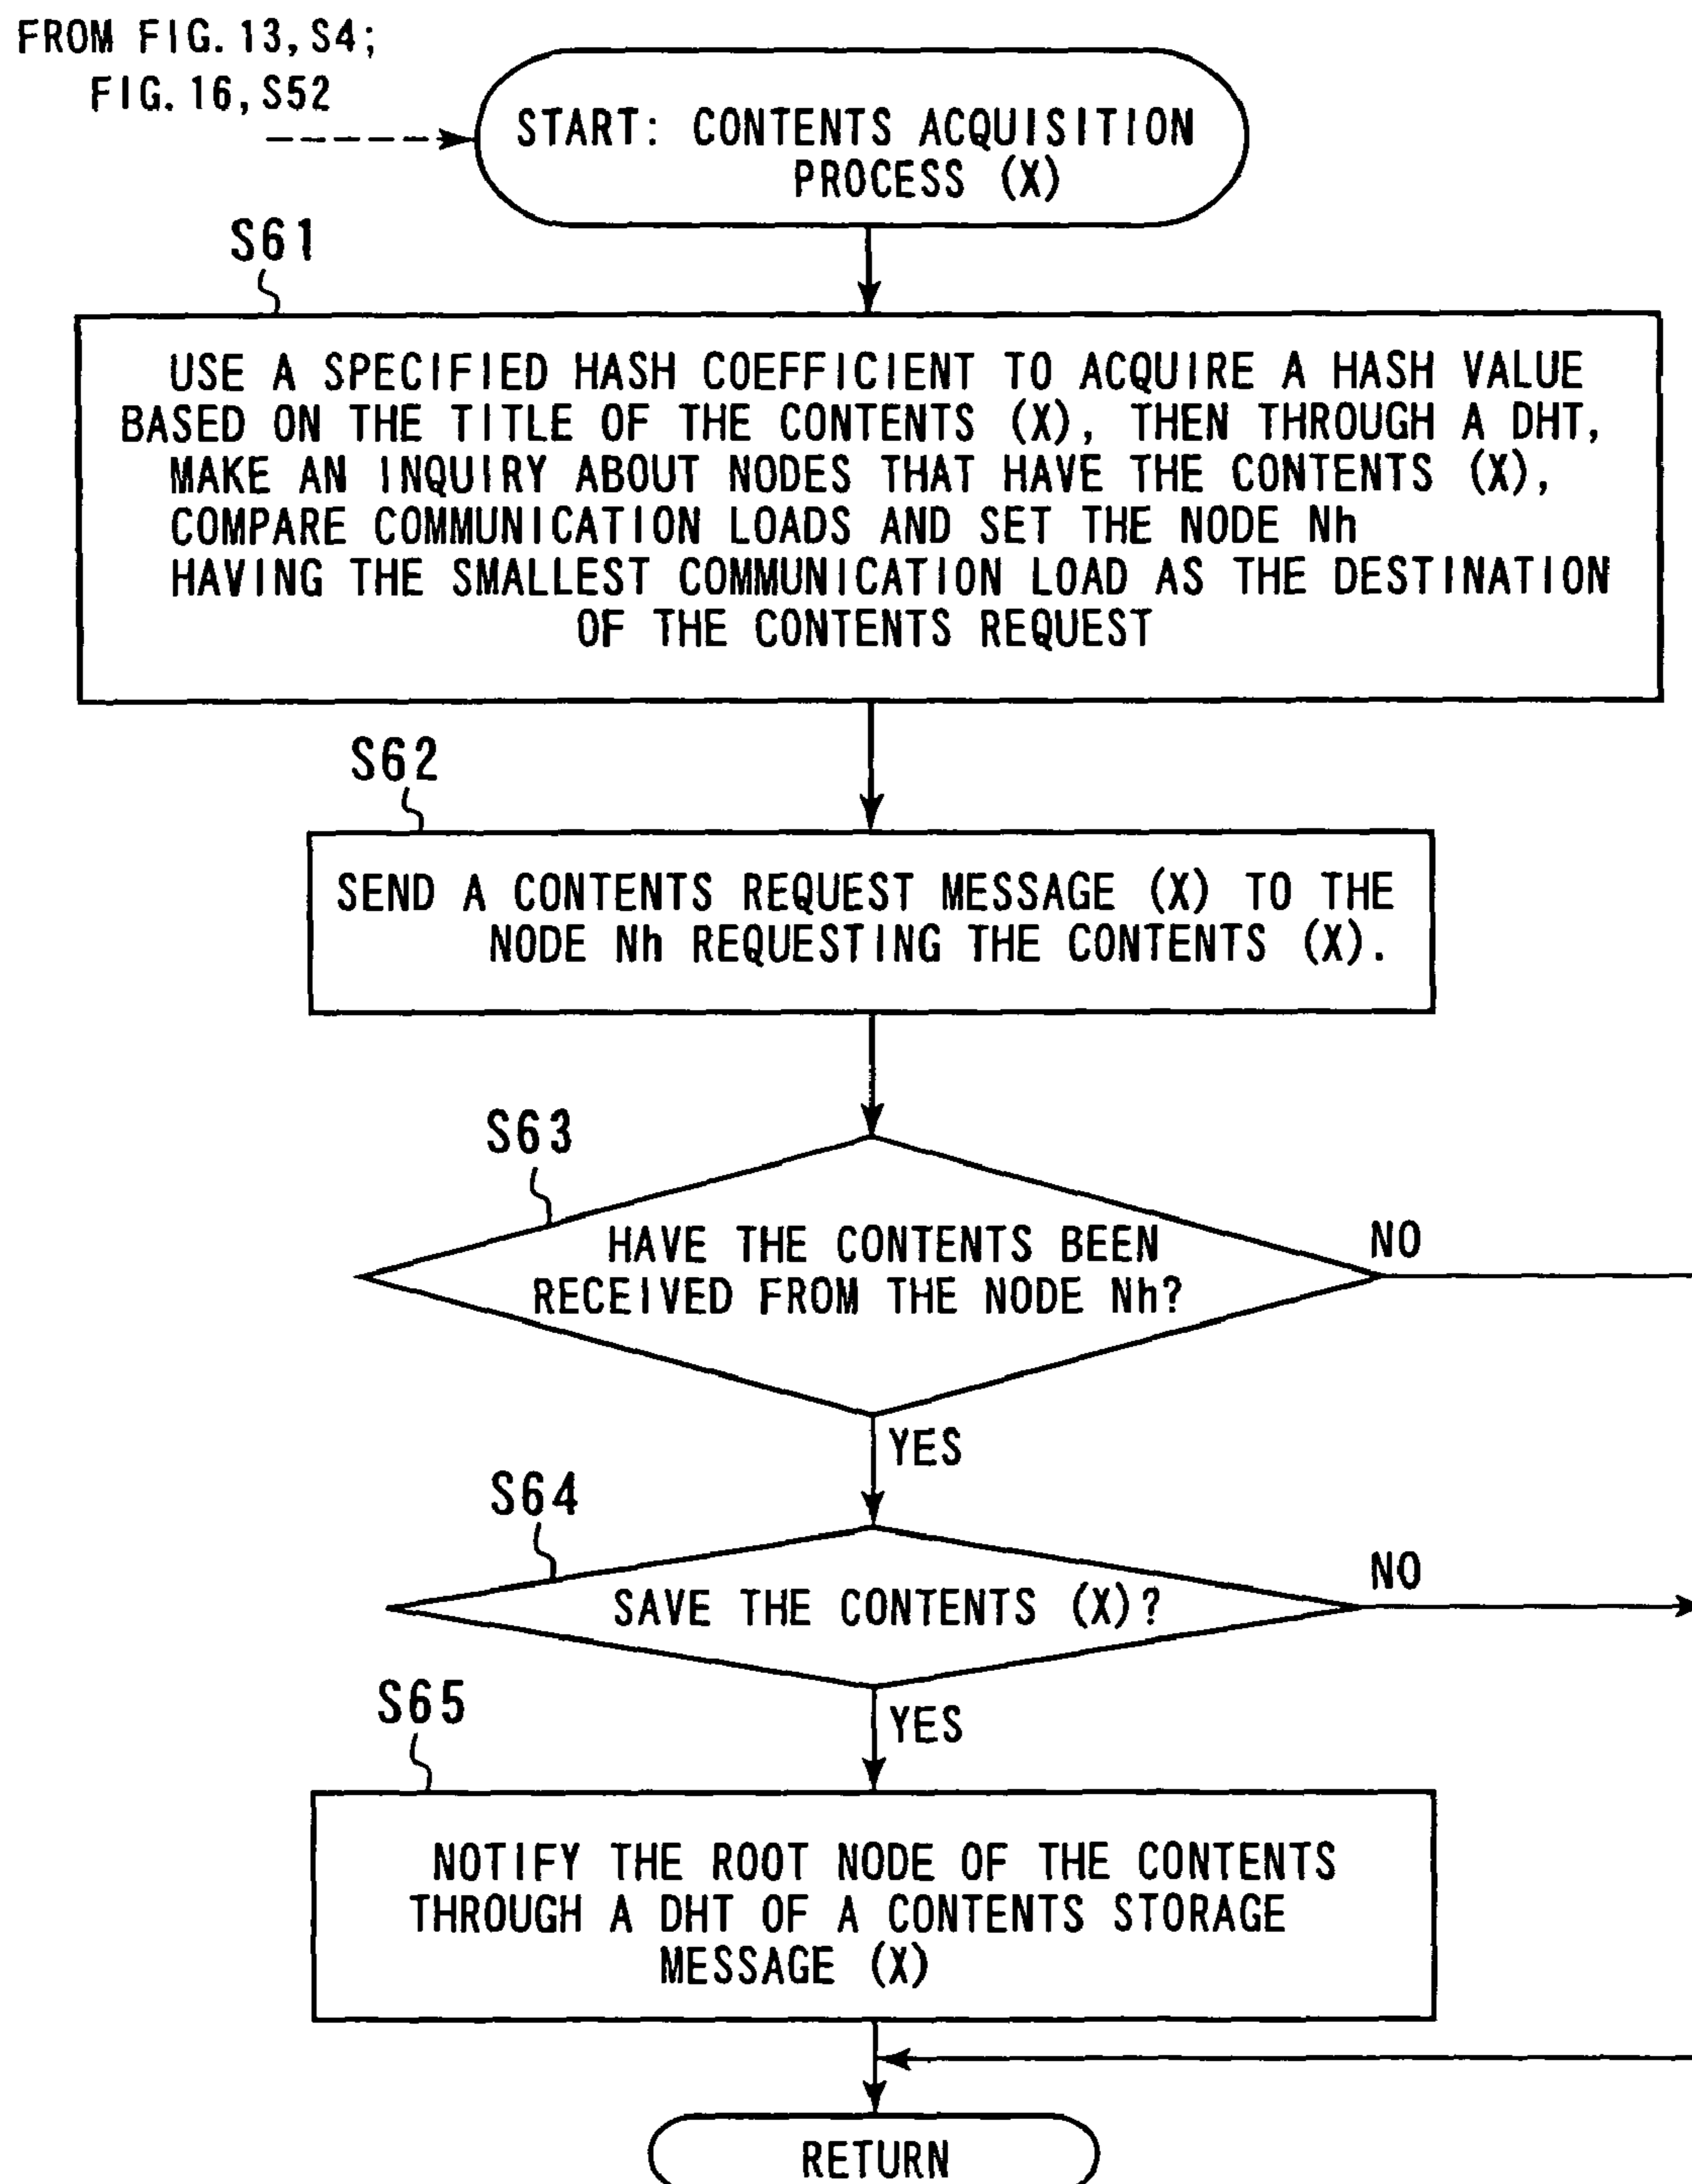 FROM FIG. 13, S4;
FIG. 16, S52
START: CONTENTS ACQUISITION
PROCESS (X)
S61
USE A SPECIFIED HASH COEFFICIENT TO ACQUIRE A HASH VALUE
BASED ON THE TITLE OF THE CONTENTS (X), THEN THROUGH A DHT,
MAKE AN INQUIRY ABOUT NODES THAT HAVE THE CONTENTS (X),
COMPARE COMMUNICATION LOADS AND SET THE NODE Nh
HAVING THE SMALLEST COMMUNICATION LOAD AS THE DESTINATION
OF THE CONTENTS REQUEST
S62
SEND A CONTENTS REQUEST MESSAGE (X) TO THE
NODE Nh REQUESTING THE CONTENTS (X).
S63
HAVE THE CONTENTS BEEN
RECEIVED FROM THE NODE Nh?
NO
YES
S64
SAVE THE CONTENTS (X)?
NO
YES
S65
NOTIFY THE ROOT NODE OF THE CONTENTS
THROUGH A DHT OF A CONTENTS STORAGE
MESSAGE (X)
RETURN